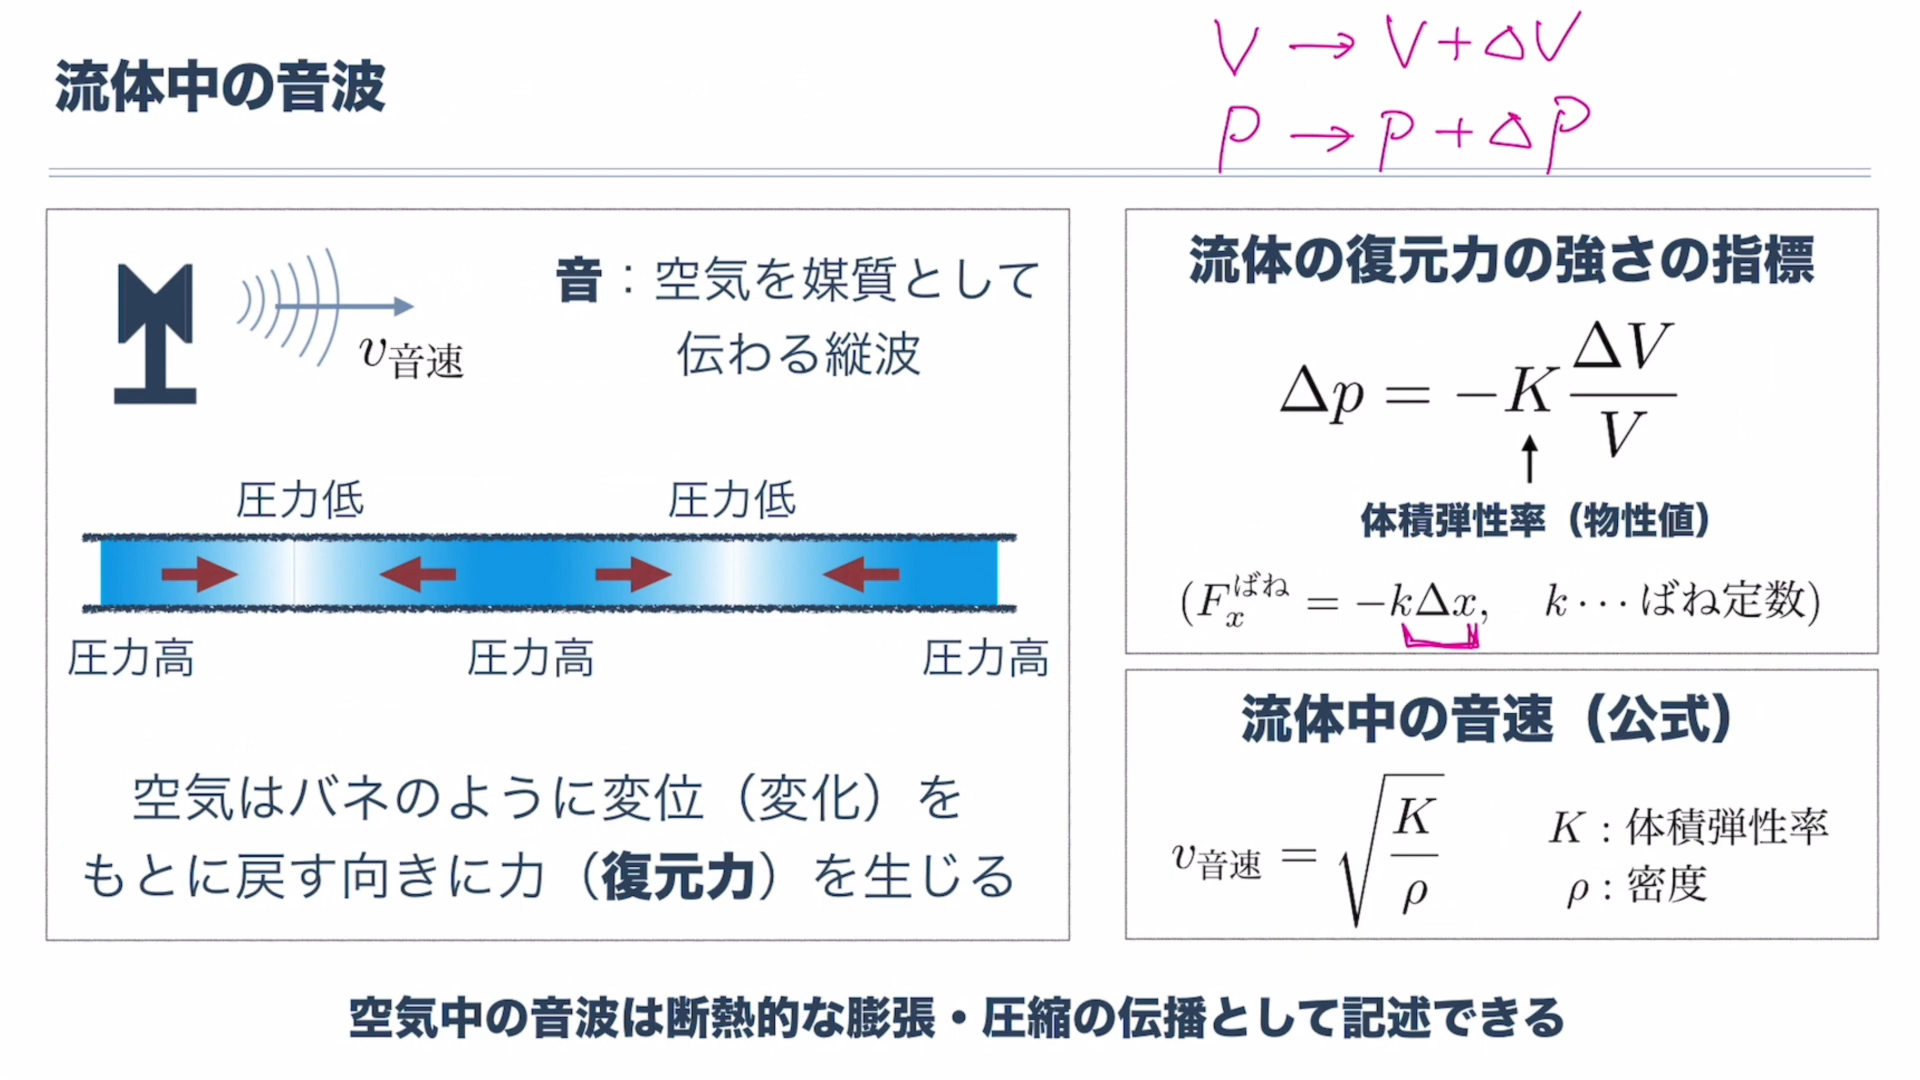 流体中の音波
V → V + ΔV
P → P + ΔP
音：空気を媒質として
伝わる縦波
v音速
圧力低 圧力低
圧力高 圧力高 圧力高
空気はバネのように変位（変化）を
もとに戻す向きに力（復元力）を生じる
流体の復元力の強さの指標
Δp = −K ΔV/V
体積弾性率（物性値）
(F_x^ばね = −kΔx, k⋯ばね定数)
流体中の音速（公式）
v音速 = √(K/ρ)
K：体積弾性率
ρ：密度
空気中の音波は断熱的な膨張・圧縮の伝播として記述できる